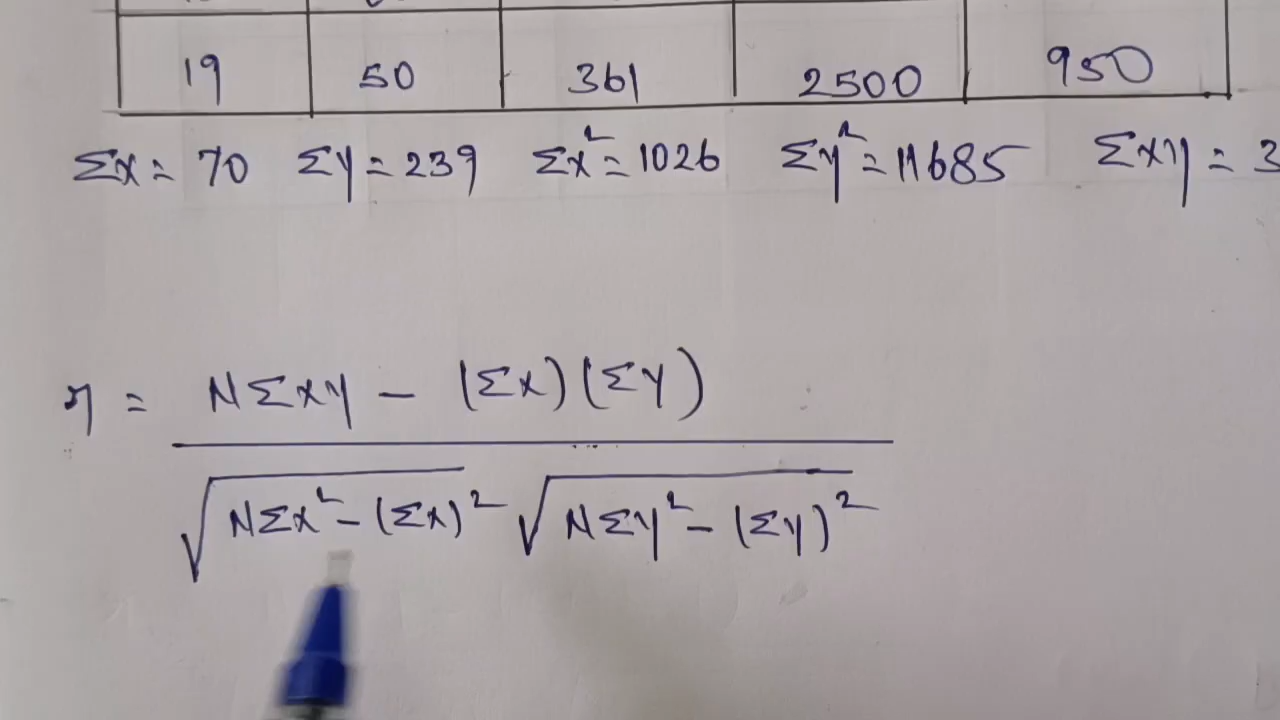 19 50 361 2500 950
Σx = 70 Σy = 239 Σx² = 1026 Σy² = 11685 Σxy = 3
r = NΣxy - (Σx)(Σy)
√NΣx² - (Σx)² √NΣy² - (Σy)²